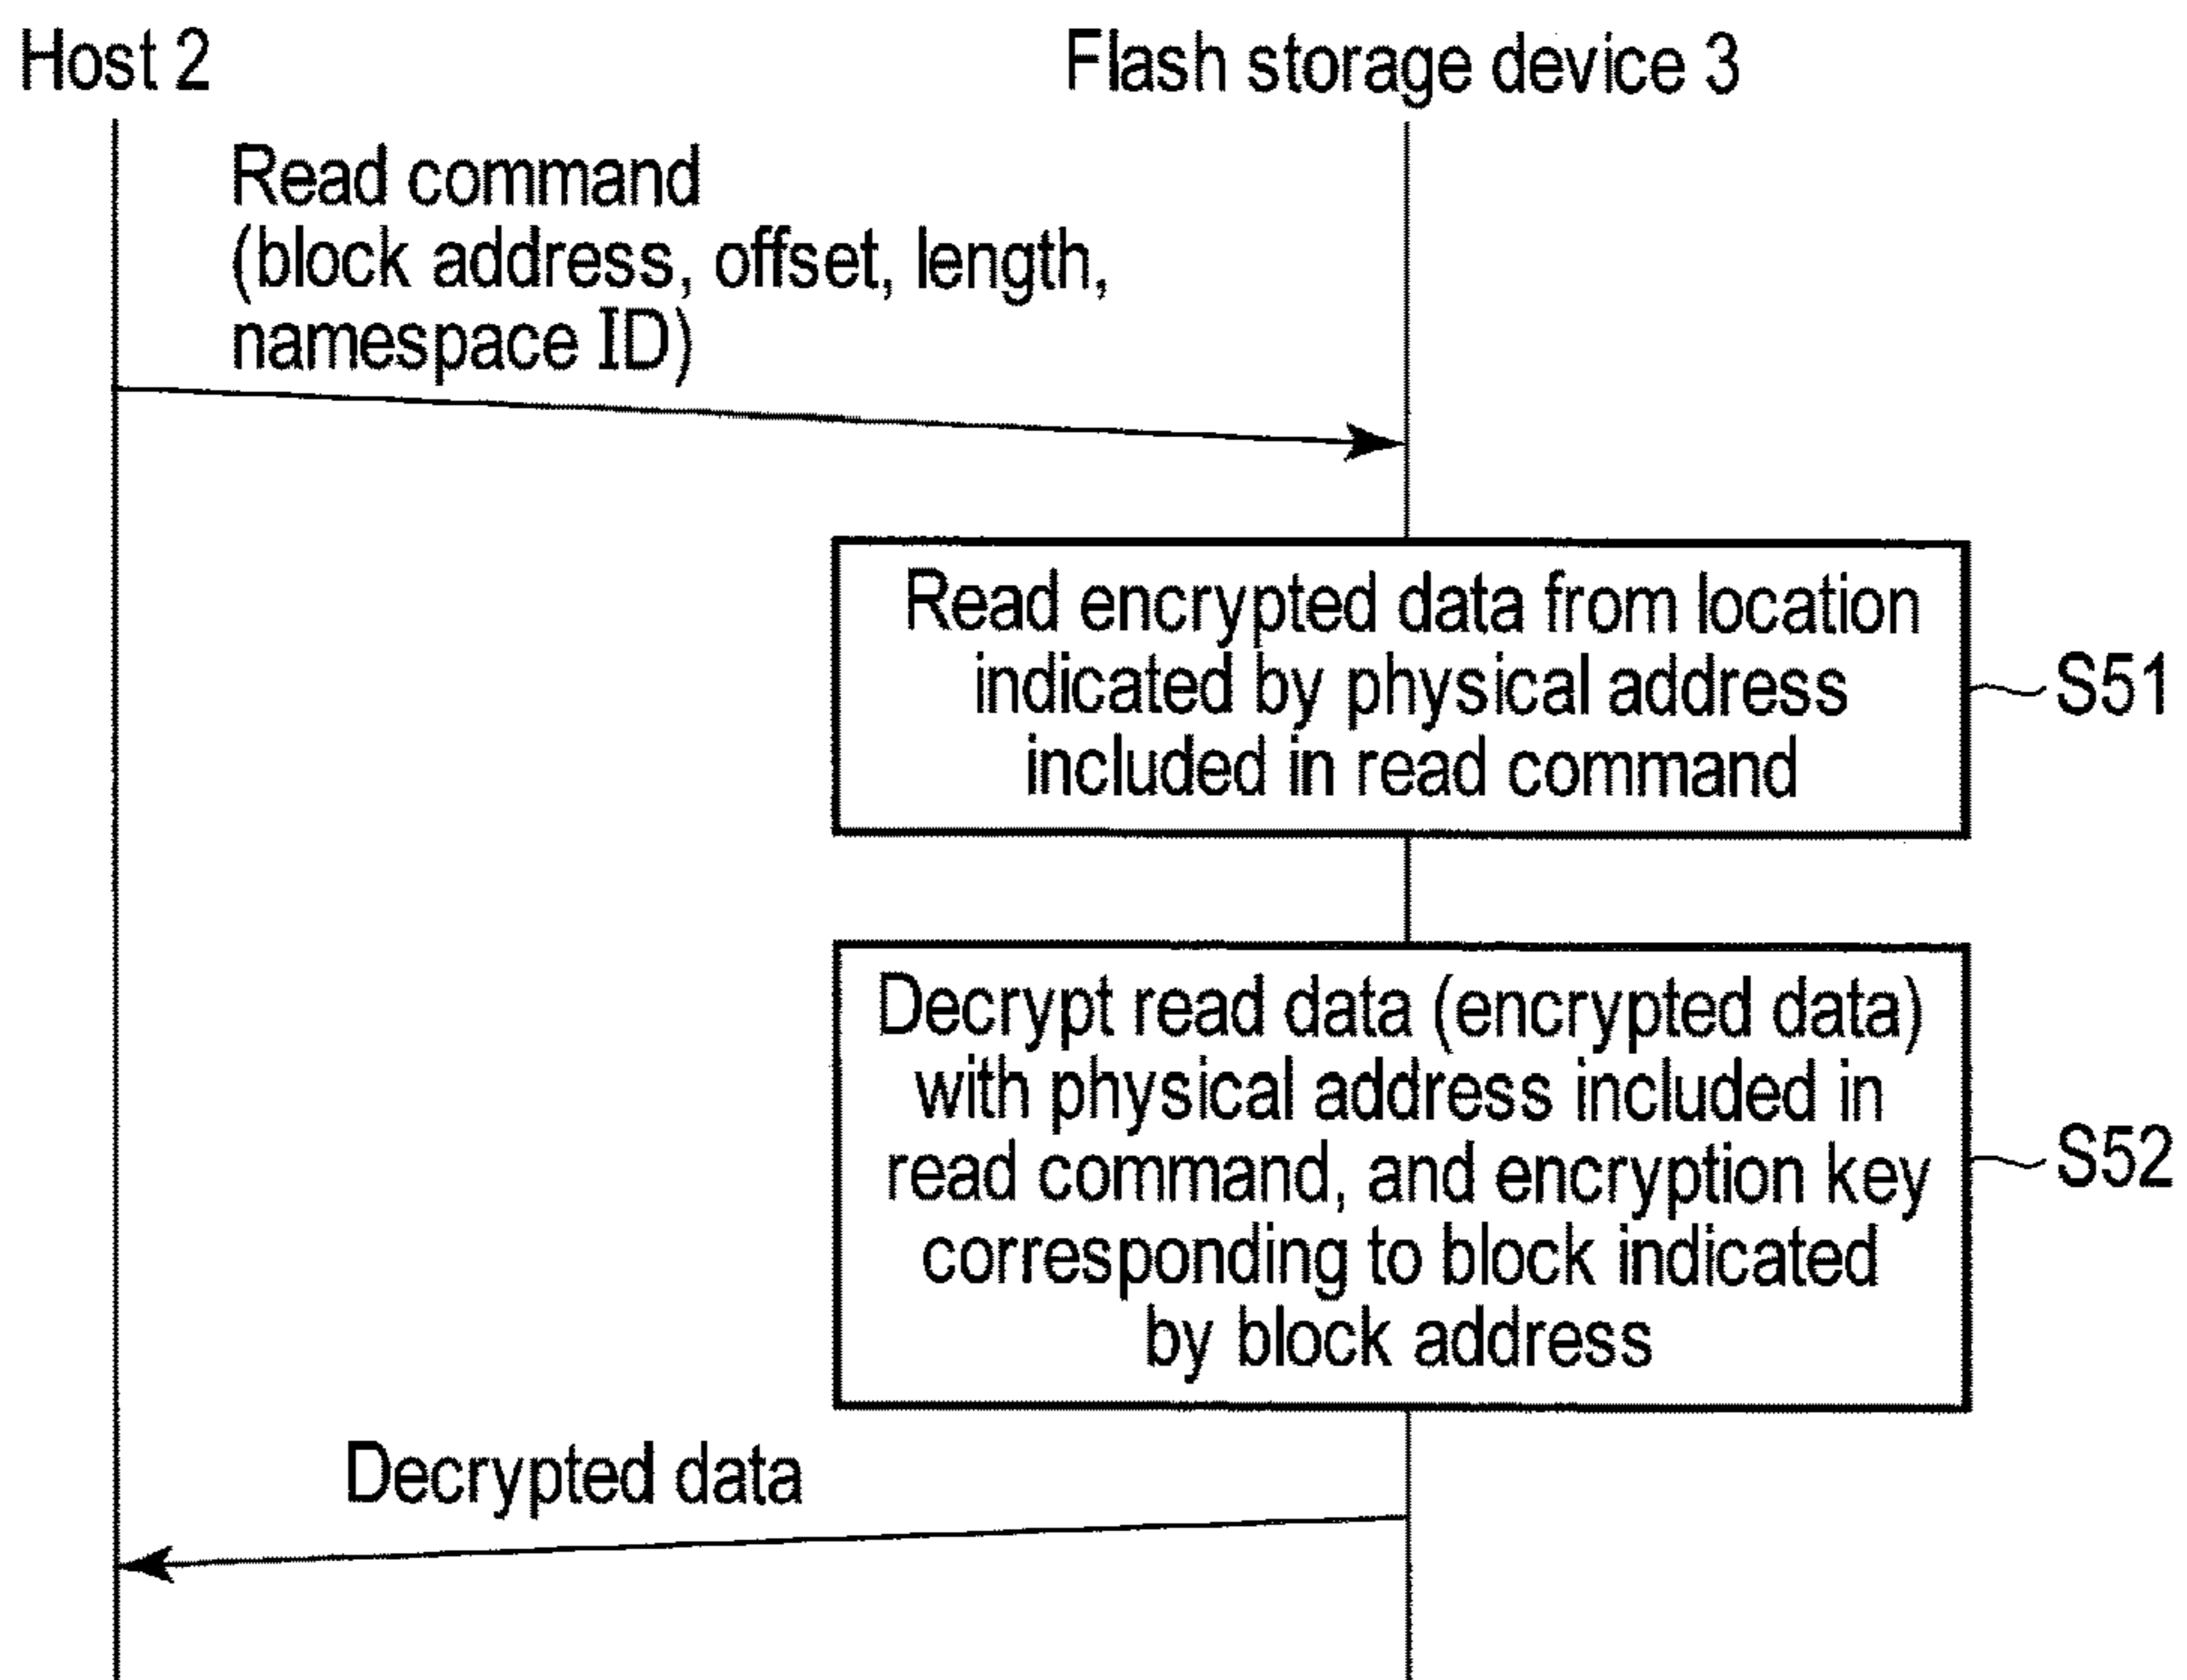 Host 2
Flash storage device 3
Read command
(block address, offset, length,
namespace ID)
Read encrypted data from location
indicated by physical address
included in read command
S51
Decrypt read data (encrypted data)
with physical address included in
read command, and encryption key
corresponding to block indicated
by block address
S52
Decrypted data